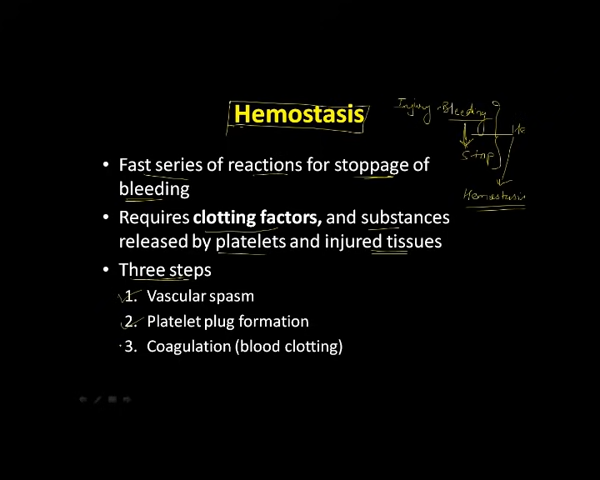 Hemostasis
Injury Bleeding
Stop
Hemostasis
• Fast series of reactions for stoppage of
bleeding
• Requires clotting factors, and substances
released by platelets and injured tissues
• Three steps
1. Vascular spasm
2. Platelet plug formation
3. Coagulation (blood clotting)